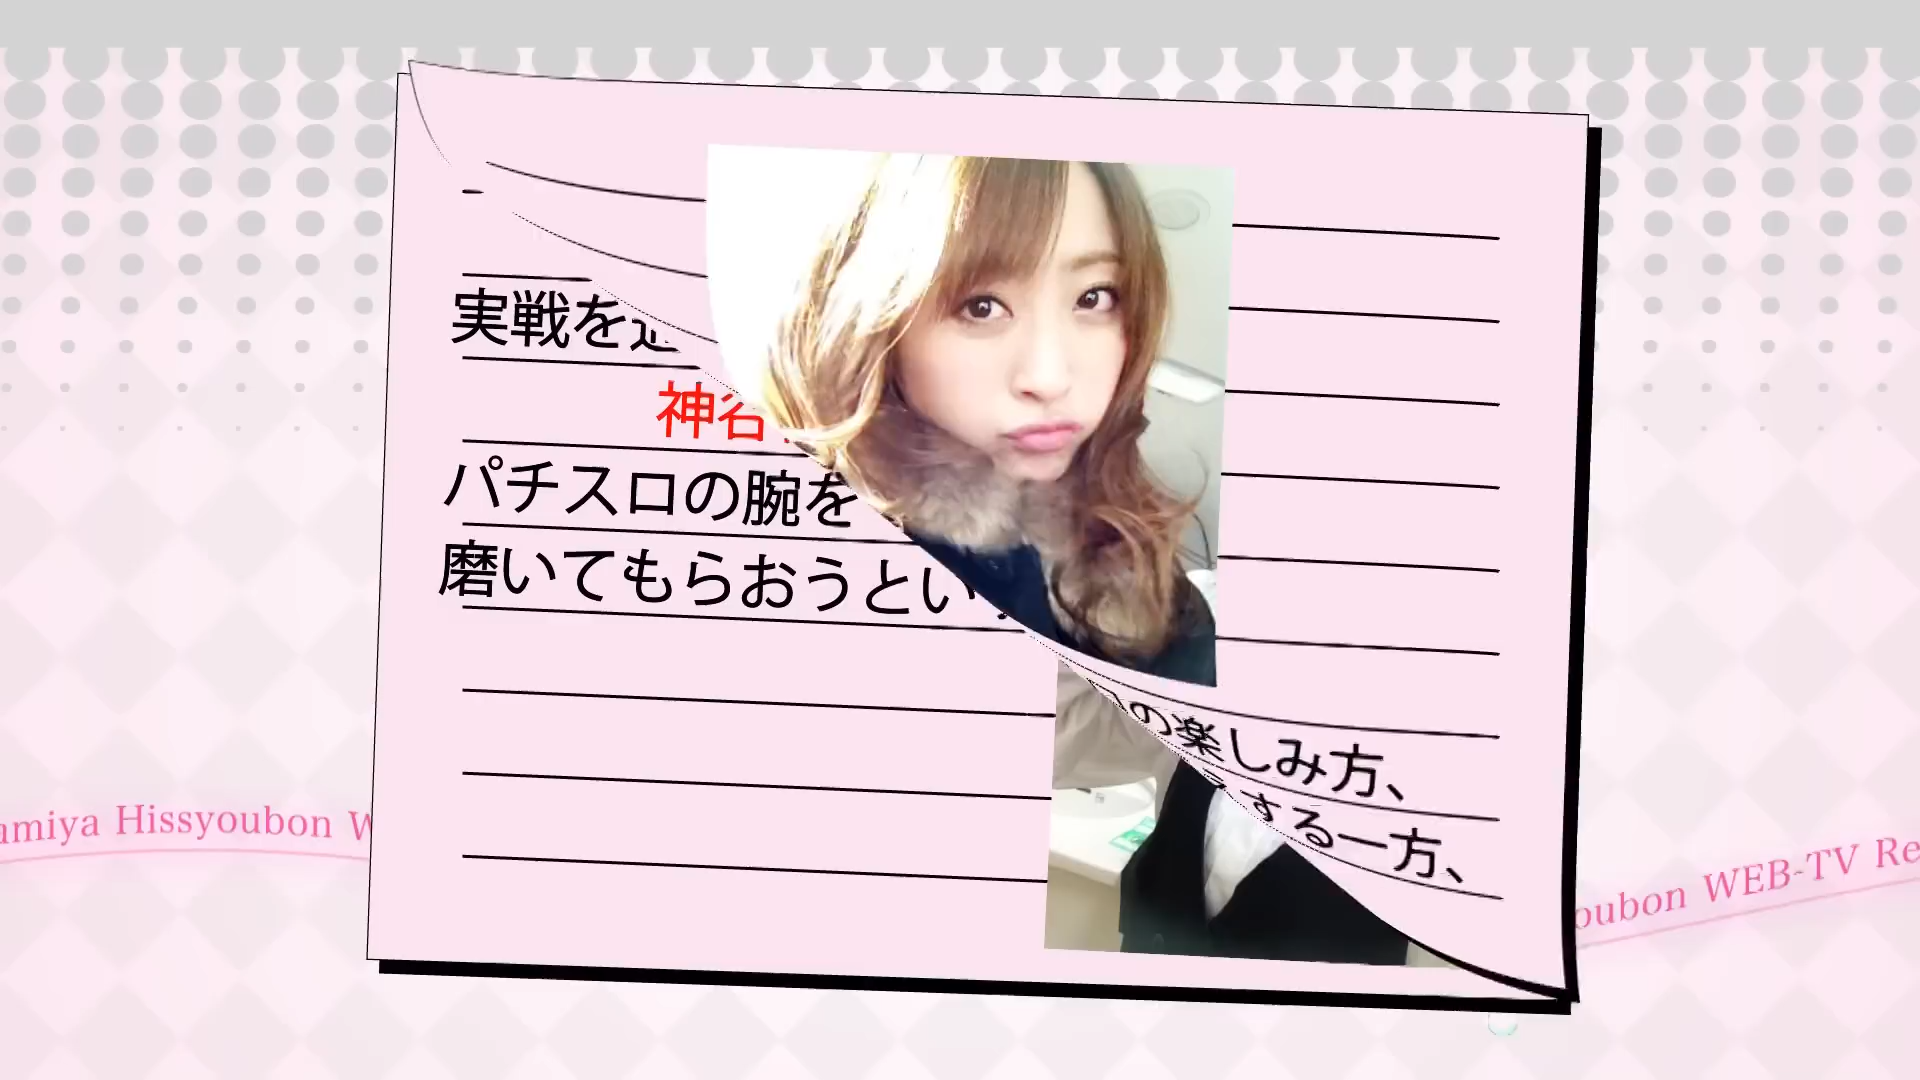 実戦を
神名
パチスロの腕を
磨いてもらおうとい
の楽しみ方、
する一方、
amiya Hissyoubon W
oubon WEB-TV Re